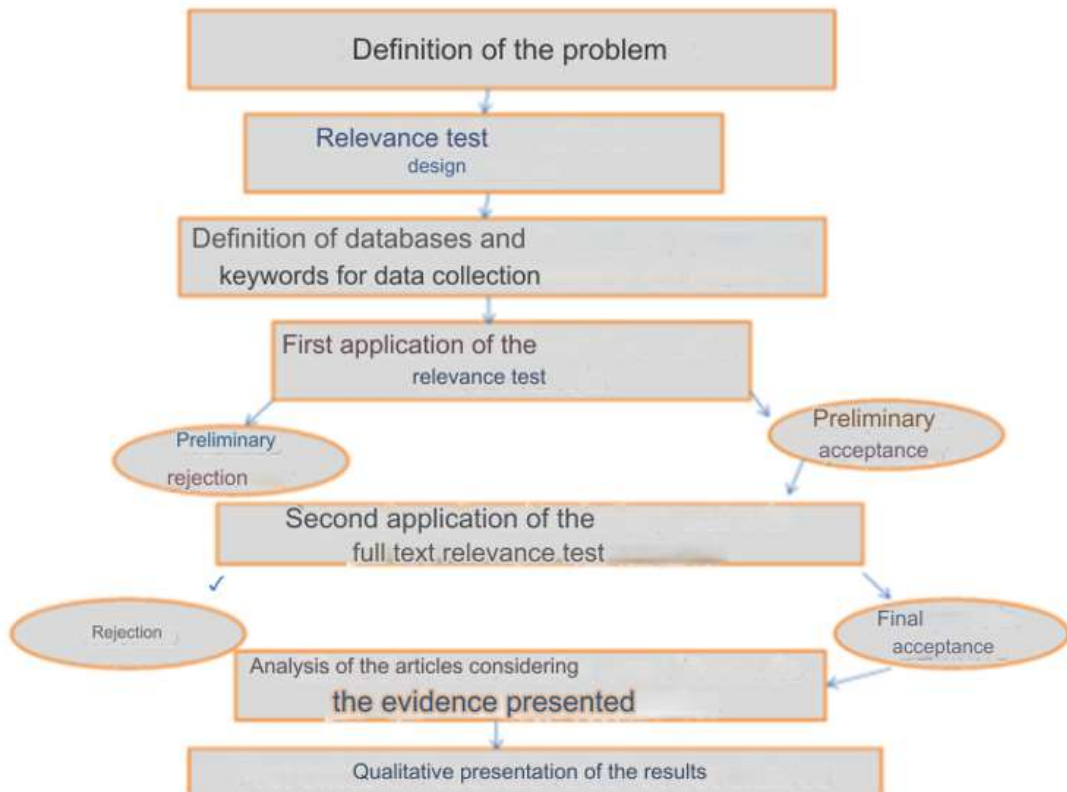 Definition of the problem
Relevance test
design
Definition of databases and
keywords for data collection
First application of the
relevance test
Preliminary
rejection
Preliminary
acceptance
Second application of the
full text relevance test
Rejection
Final
acceptance
Analysis of the articles considering
the evidence presented
Qualitative presentation of the results